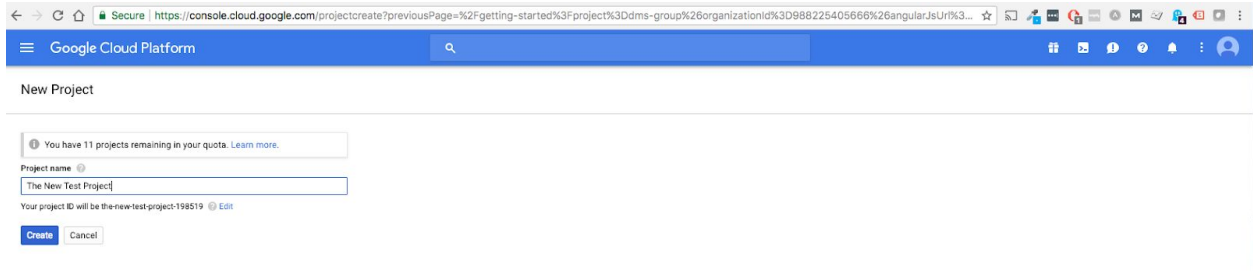 Secure | https://console.cloud.google.com/projectcreate?previousPage=%2Fgetting-started%3Fproject%3Ddms-group%26organizationId%3D988225405666%26angularJsUrl%3...
Google Cloud Platform
New Project
You have 11 projects remaining in your quota. Learn more.
Project name
The New Test Project
Your project ID will be the-new-test-project-198519 Edit
Create Cancel